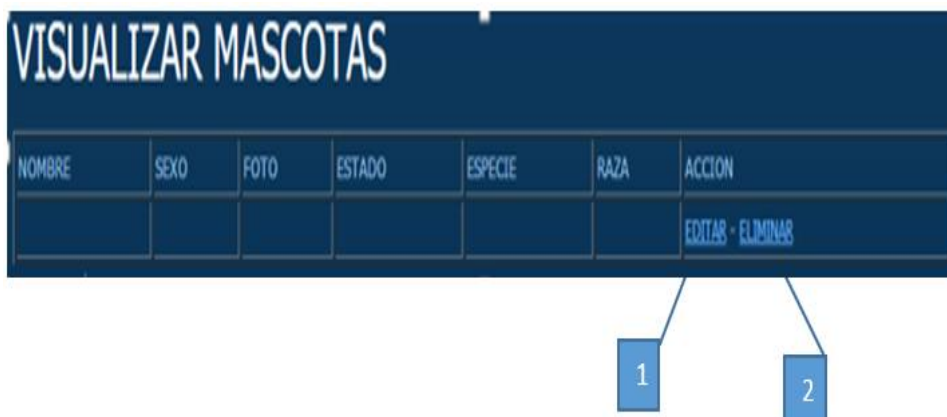 VISUALIZAR MASCOTAS
NOMBRE SEXO FOTO ESTADO ESPECIE RAZA ACCION
EDITAR - ELIMINAR
1
2